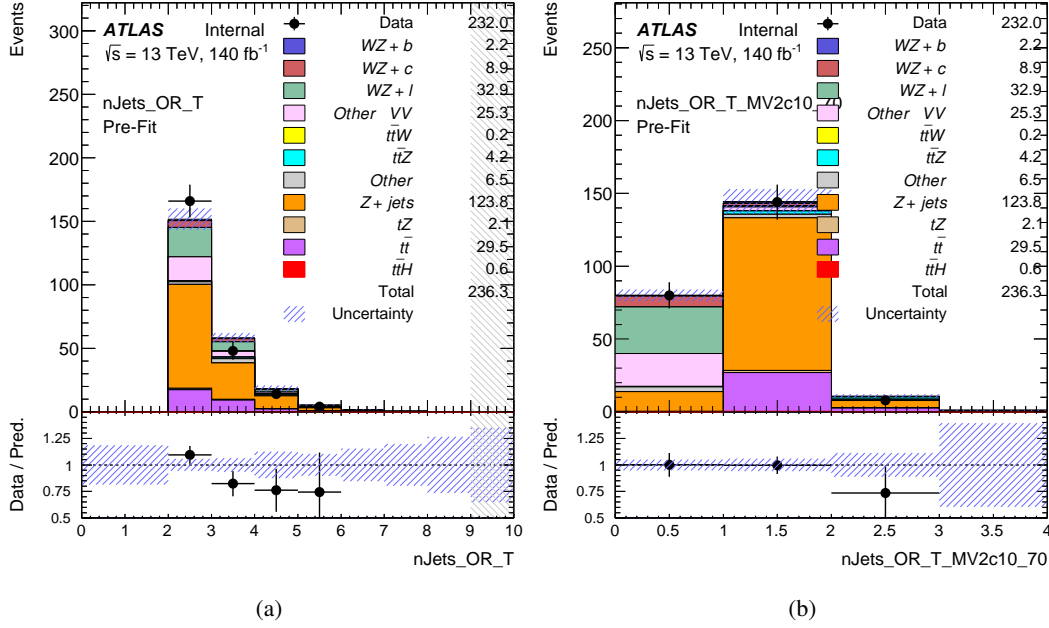 Events
ATLAS Internal
√s = 13 TeV, 140 fb⁻¹
nJets_OR_T
Pre-Fit
Data 232.0
WZ + b 2.2
WZ + c 8.9
WZ + l 32.9
Other VV 25.3
tt̄W 0.2
tt̄Z 4.2
Other 6.5
Z + jets 123.8
tZ 2.1
tt̄ 29.5
tt̄H 0.6
Total 236.3
Uncertainty
300
250
200
150
100
50
0
Data / Pred.
1.25
1
0.75
0.5
0 1 2 3 4 5 6 7 8 9 10
nJets_OR_T
(a)
Events
ATLAS Internal
√s = 13 TeV, 140 fb⁻¹
nJets_OR_T_MV2c10_70
Pre-Fit
Data 232.0
WZ + b 2.2
WZ + c 8.9
WZ + l 32.9
Other VV 25.3
tt̄W 0.2
tt̄Z 4.2
Other 6.5
Z + jets 123.8
tZ 2.1
tt̄ 29.5
tt̄H 0.6
Total 236.3
Uncertainty
250
200
150
100
50
0
Data / Pred.
1.25
1
0.75
0.5
0 0.5 1 1.5 2 2.5 3 3.5 4
nJets_OR_T_MV2c10_70
(b)